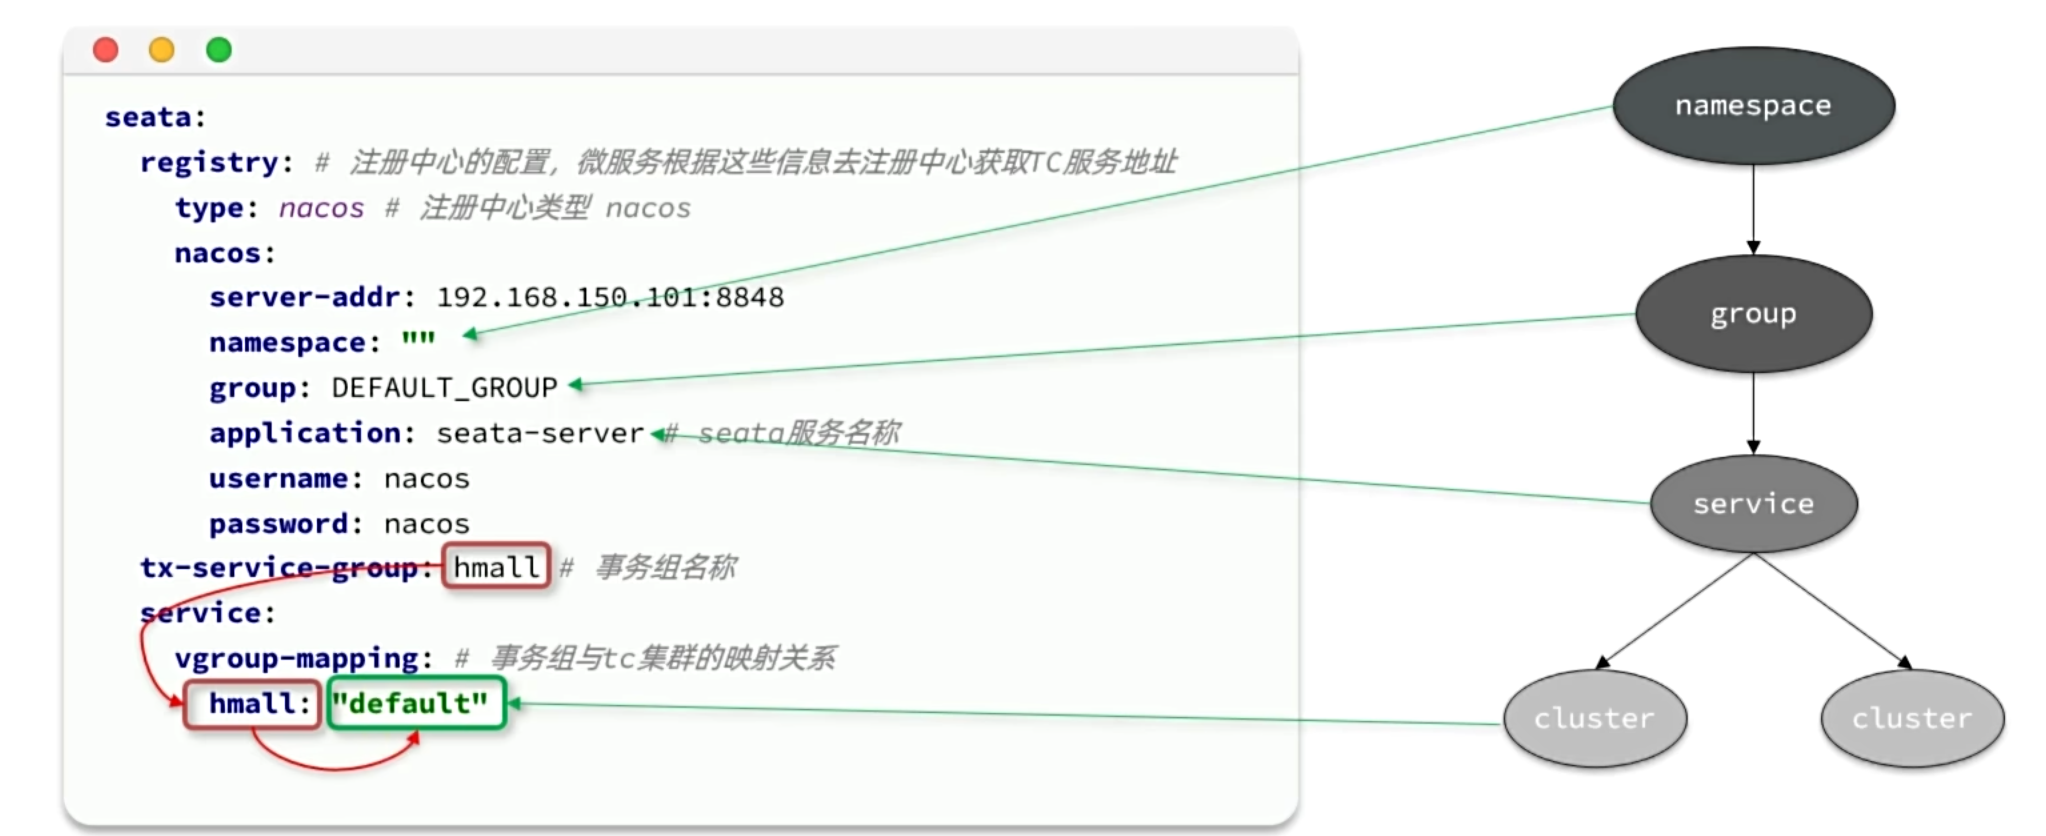 seata:
registry: # 注册中心的配置，微服务根据这些信息去注册中心获取TC服务地址
type: nacos # 注册中心类型 nacos
nacos:
server-addr: 192.168.150.101:8848
namespace: ""
group: DEFAULT_GROUP
application: seata-server # seata服务名称
username: nacos
password: nacos
tx-service-group: hmall # 事务组名称
service:
vgroup-mapping: # 事务组与tc集群的映射关系
hmall: "default"
namespace
group
service
cluster
cluster